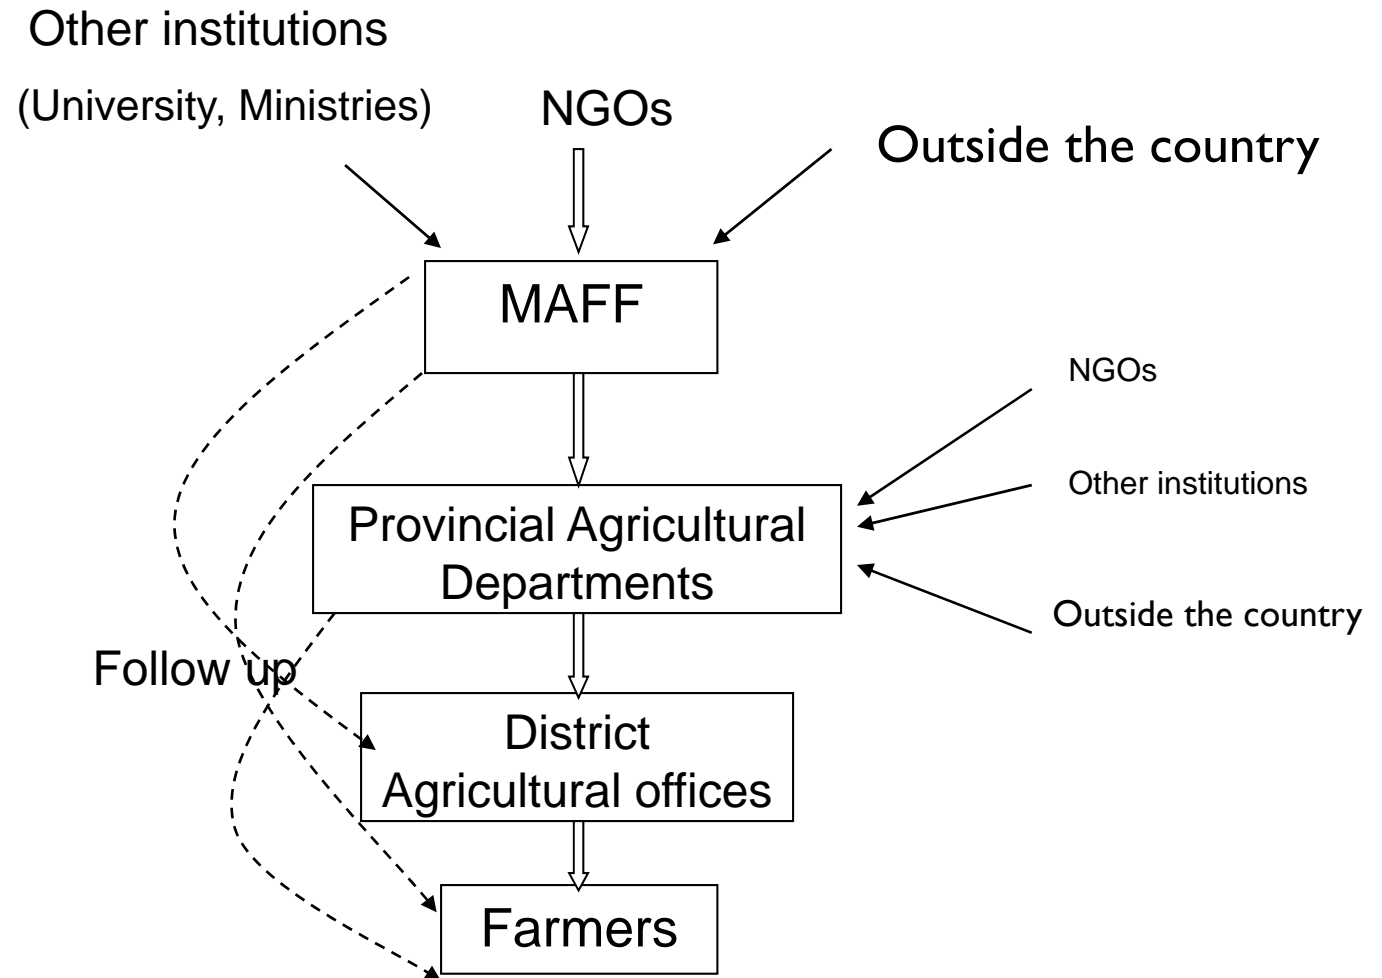 Other institutions
(University, Ministries)
NGOs
Outside the country
MAFF
NGOs
Other institutions
Provincial Agricultural
Departments
Outside the country
Follow up
District
Agricultural offices
Farmers